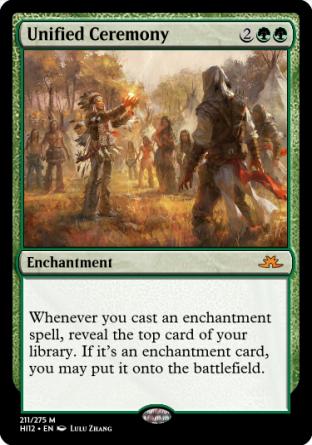 Unified Ceremony 2
Enchantment
Whenever you cast an enchantment
spell, reveal the top card of your
library. If it's an enchantment card,
you may put it onto the battlefield.
211/275 M
HI12 • EN LULU ZHANG